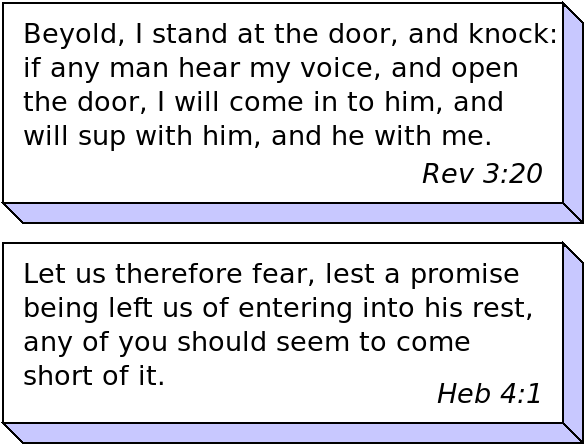 Beyold, I stand at the door, and knock:
if any man hear my voice, and open
the door, I will come in to him, and
will sup with him, and he with me.
Rev 3:20
Let us therefore fear, lest a promise
being left us of entering into his rest,
any of you should seem to come
short of it.
Heb 4:1